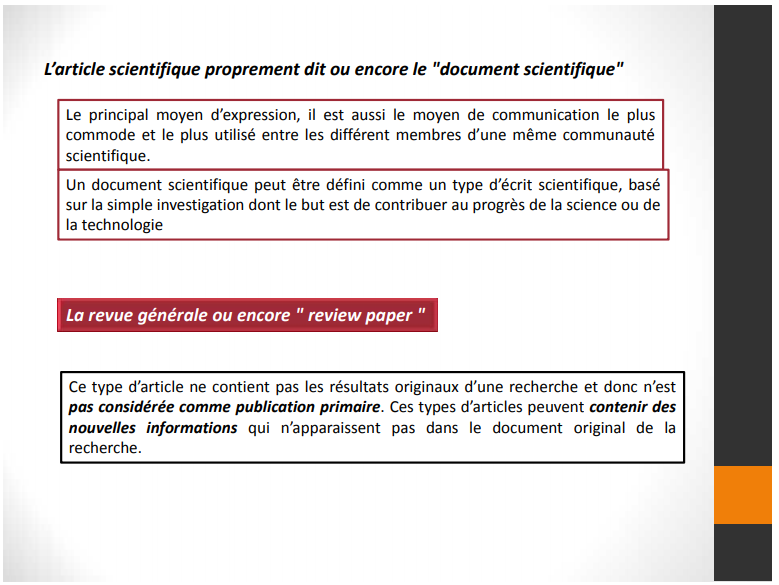 L’article scientifique proprement dit ou encore le "document scientifique"
Le principal moyen d’expression, il est aussi le moyen de communication le plus
commode et le plus utilisé entre les différent membres d’une même communauté
scientifique.
Un document scientifique peut être défini comme un type d’écrit scientifique, basé
sur la simple investigation dont le but est de contribuer au progrès de la science ou de
la technologie
La revue générale ou encore " review paper "
Ce type d’article ne contient pas les résultats originaux d’une recherche et donc n’est
pas considérée comme publication primaire. Ces types d’articles peuvent contenir des
nouvelles informations qui n’apparaissent pas dans le document original de la
recherche.